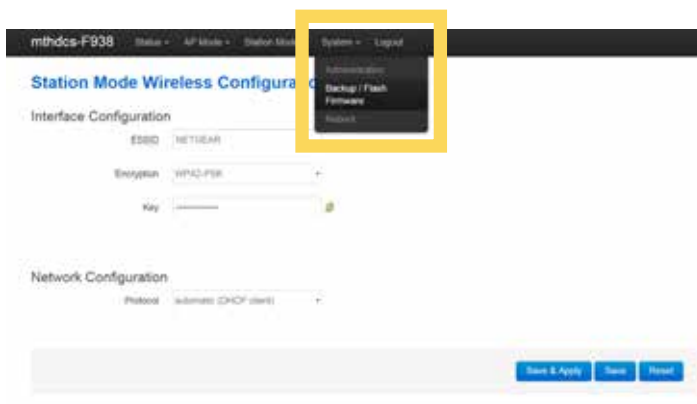 mthdcs-F938 Status AP Mode Station Mode System Logout
Administration
Backup / Flash
Firmware
Reboot
Station Mode Wireless Configura
Interface Configuration
ESSID NETGEAR
Encryption WPA2-PSK
Key
Network Configuration
Protocol automatic (DHCP client)
Save & Apply Save Reset